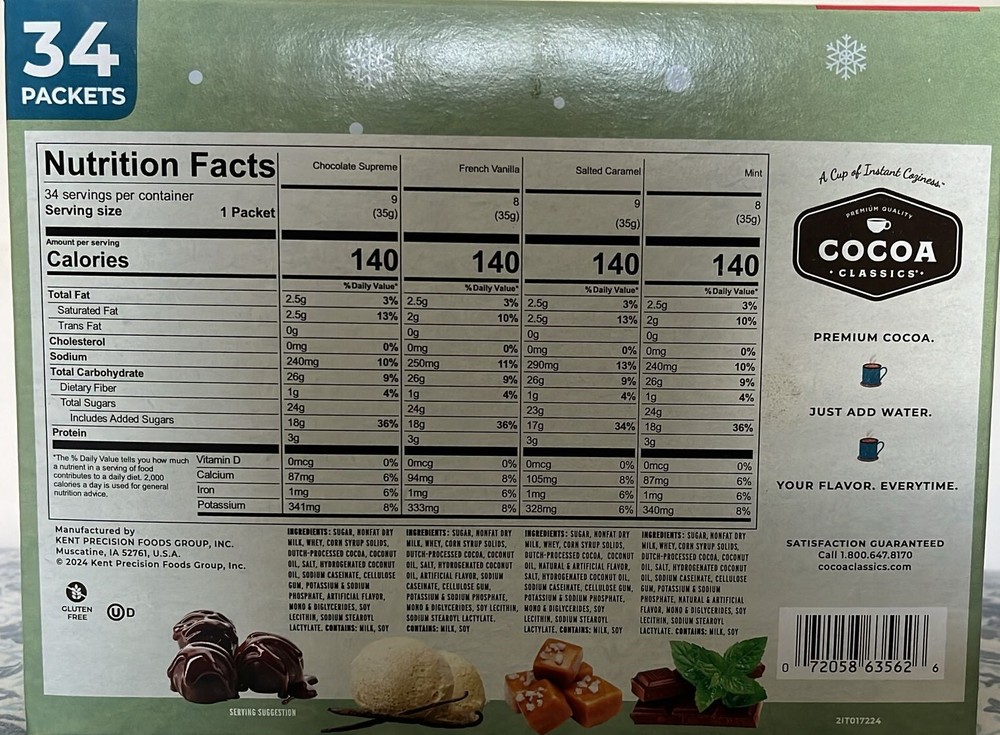 34
PACKETS
Nutrition Facts
34 servings per container
Serving size 1 Packet
Chocolate Supreme French Vanilla Salted Caramel Mint
9 8 9 8
(35g) (35g) (35g) (35g)
Amount per serving
Calories 140 140 140 140
% Daily Value* % Daily Value* % Daily Value* % Daily Value*
Total Fat 2.5g 3% 2.5g 3% 2.5g 3% 2.5g 3%
Saturated Fat 2.5g 13% 2g 10% 2.5g 13% 2g 10%
Trans Fat 0g 0g 0g 0g
Cholesterol 0mg 0% 0mg 0% 0mg 0% 0mg 0%
Sodium 240mg 10% 250mg 11% 290mg 13% 240mg 10%
Total Carbohydrate 26g 9% 26g 9% 26g 9% 26g 9%
Dietary Fiber 1g 4% 1g 4% 1g 4% 1g 4%
Total Sugars 24g 24g 23g 24g
Includes Added Sugars 18g 36% 18g 36% 17g 34% 18g 36%
Protein 3g 3g 3g 3g
Vitamin D 0mcg 0% 0mcg 0% 0mcg 0% 0mcg 0%
Calcium 87mg 6% 94mg 8% 105mg 8% 87mg 6%
Iron 1mg 6% 1mg 6% 1mg 6% 1mg 6%
Potassium 341mg 8% 333mg 8% 328mg 6% 340mg 8%
*The % Daily Value tells you how much
a nutrient in a serving of food
contributes to a daily diet. 2,000
calories a day is used for general
nutrition advice.
Manufactured by
KENT PRECISION FOODS GROUP, INC.
Muscatine, IA 52761, U.S.A.
© 2024 Kent Precision Foods Group, Inc.
GLUTEN
FREE
U D
INGREDIENTS: SUGAR, NONFAT DRY
MILK, WHEY, CORN SYRUP SOLIDS,
DUTCH-PROCESSED COCOA, COCONUT
OIL, SALT, HYDROGENATED COCONUT
OIL, SODIUM CASEINATE, CELLULOSE
GUM, POTASSIUM & SODIUM
PHOSPHATE, ARTIFICIAL FLAVOR,
MONO & DIGLYCERIDES, SOY
LECITHIN, SODIUM STEAROYL
LACTYLATE. CONTAINS: MILK, SOY
INGREDIENTS: SUGAR, NONFAT DRY
MILK, WHEY, CORN SYRUP SOLIDS,
DUTCH-PROCESSED COCOA, COCONUT
OIL, SALT, HYDROGENATED COCONUT
OIL, ARTIFICIAL FLAVOR, SODIUM
CASEINATE, CELLULOSE GUM,
POTASSIUM & SODIUM PHOSPHATE,
MONO & DIGLYCERIDES, SOY LECITHIN,
SODIUM STEAROYL LACTYLATE.
CONTAINS: MILK, SOY
INGREDIENTS: SUGAR, NONFAT DRY
MILK, WHEY, CORN SYRUP SOLIDS,
DUTCH-PROCESSED COCOA, COCONUT
OIL, NATURAL & ARTIFICIAL FLAVOR,
SALT, HYDROGENATED COCONUT OIL,
SODIUM CASEINATE, CELLULOSE GUM,
POTASSIUM & SODIUM PHOSPHATE,
MONO & DIGLYCERIDES, SOY
LECITHIN, SODIUM STEAROYL
LACTYLATE. CONTAINS: MILK, SOY
INGREDIENTS: SUGAR, NONFAT DRY
MILK, WHEY, CORN SYRUP SOLIDS,
DUTCH-PROCESSED COCOA, COCONUT
OIL, SALT, HYDROGENATED COCONUT
OIL, SODIUM CASEINATE, CELLULOSE
GUM, POTASSIUM & SODIUM
PHOSPHATE, NATURAL & ARTIFICIAL
FLAVOR, MONO & DIGLYCERIDES, SOY
LECITHIN, SODIUM STEAROYL
LACTYLATE. CONTAINS: MILK, SOY
SERVING SUGGESTION
A Cup of Instant Coziness.™
PREMIUM QUALITY
COCOA
CLASSICS
PREMIUM COCOA.
JUST ADD WATER.
YOUR FLAVOR. EVERYTIME.
SATISFACTION GUARANTEED
Call 1.800.647.8170
cocoaclassics.com
0 72058 63562 6
21T017224